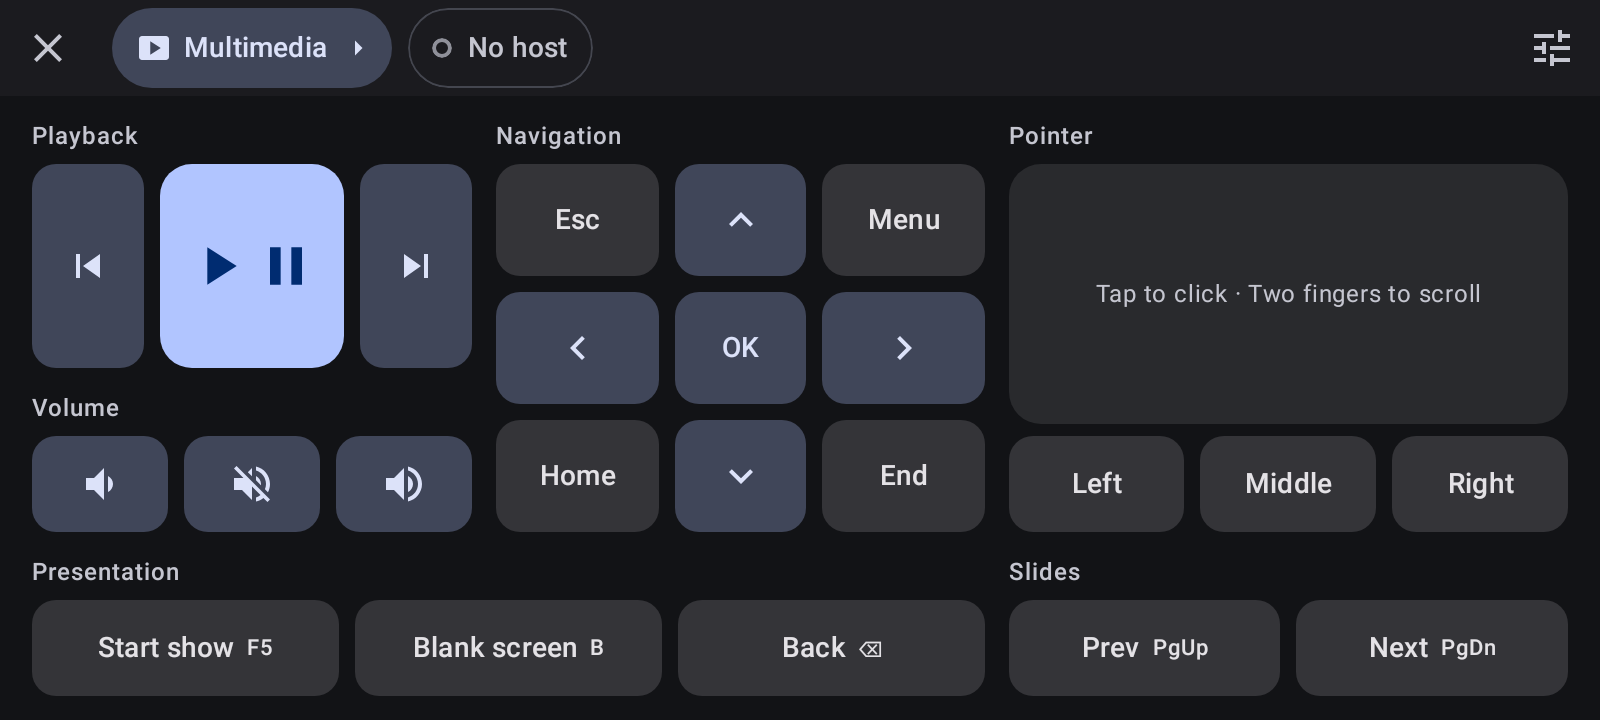 Multimedia
No host
Playback
Navigation
Pointer
Esc
Menu
Tap to click · Two fingers to scroll
OK
Volume
Home
End
Left
Middle
Right
Presentation
Slides
Start show F5
Blank screen B
Back ⌫
Prev PgUp
Next PgDn